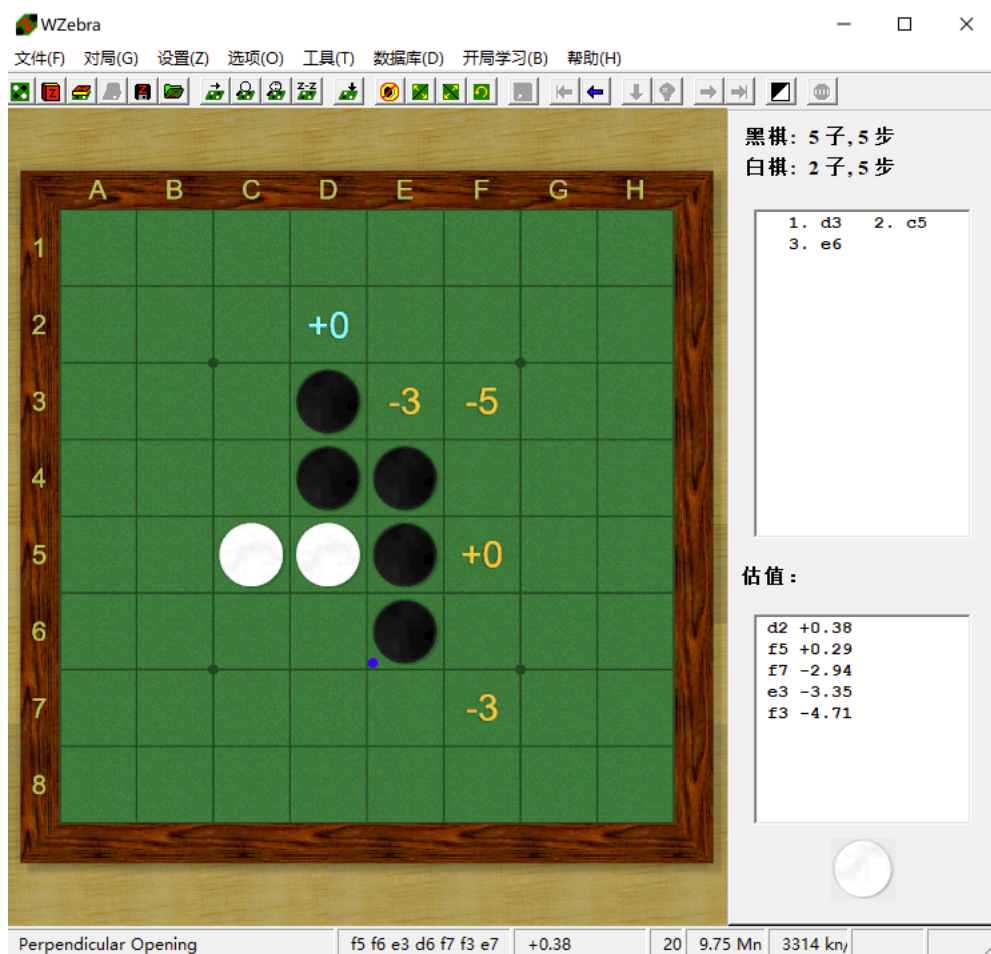 WZebra
文件(F) 对局(G) 设置(Z) 选项(O) 工具(T) 数据库(D) 开局学习(B) 帮助(H)
Z-Z
黑棋: 5 子, 5 步
白棋: 2 子, 5 步
A B C D E F G H
1
2 +0
3 -3 -5
4
5 +0
6
7 -3
8
1. d3 2. c5
3. e6
估值:
d2 +0.38
f5 +0.29
f7 -2.94
e3 -3.35
f3 -4.71
Perpendicular Opening f5 f6 e3 d6 f7 f3 e7 +0.38 20 9.75 Mn 3314 kn/